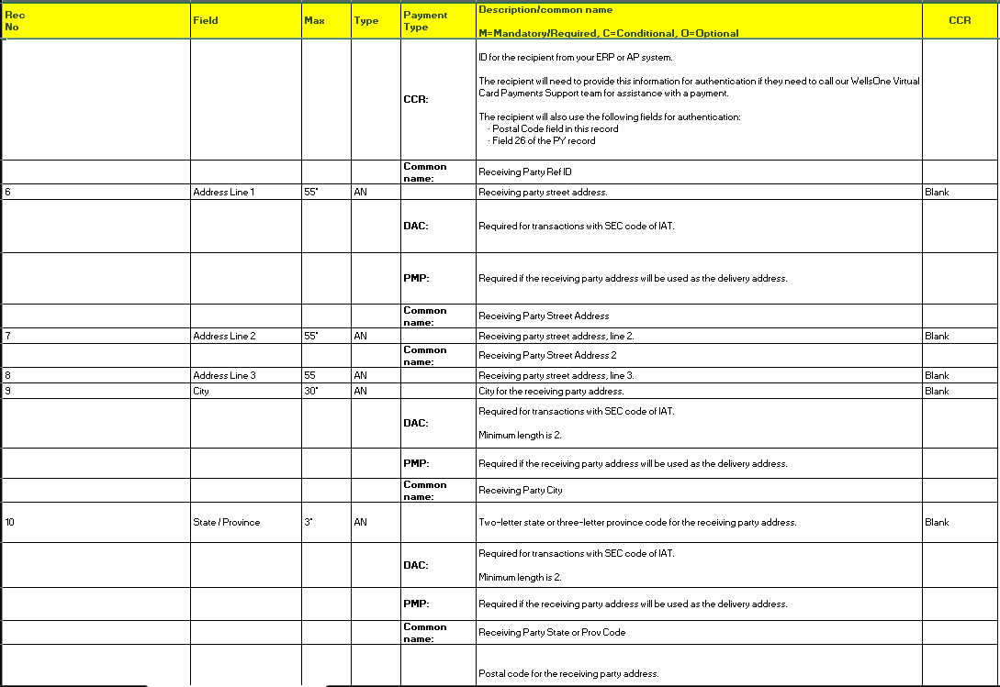 Rec No Field Max Type Payment Type Description/common name
M=Mandatory/Required, C=Conditional, O=Optional CCR
CCR: ID for the recipient from your ERP or AP system.
The recipient will need to provide this information for authentication if they need to call our WellsOne Virtual
Card Payments Support team for assistance with a payment.
The recipient will also use the following fields for authentication:
· Postal Code field in this record
· Field 26 of the PY record
Common name: Receiving Party Ref ID
6 Address Line 1 55* AN Receiving party street address. Blank
DAC: Required for transactions with SEC code of IAT.
PMP: Required if the receiving party address will be used as the delivery address.
Common name: Receiving Party Street Address
7 Address Line 2 55* AN Receiving party street address, line 2. Blank
Common name: Receiving Party Street Address 2
8 Address Line 3 55 AN Receiving party street address, line 3. Blank
9 City 30* AN City for the receiving party address. Blank
DAC: Required for transactions with SEC code of IAT.
Minimum length is 2.
PMP: Required if the receiving party address will be used as the delivery address.
Common name: Receiving Party City
10 State / Province 3* AN Two-letter state or three-letter province code for the receiving party address. Blank
DAC: Required for transactions with SEC code of IAT.
Minimum length is 2.
PMP: Required if the receiving party address will be used as the delivery address.
Common name: Receiving Party State or Prov Code
Postal code for the receiving party address.